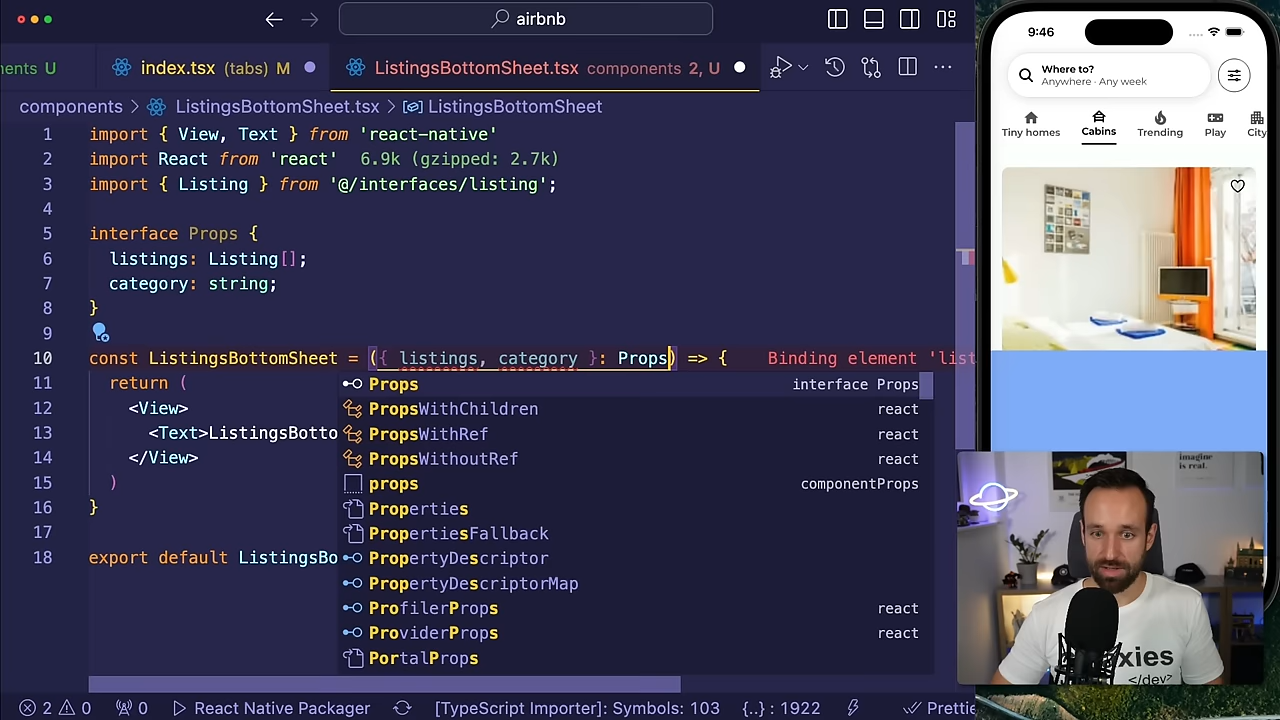 airbnb
nents U
index.tsx (tabs) M
ListingsBottomSheet.tsx components 2, U
components > ListingsBottomSheet.tsx > ListingsBottomSheet
1 import { View, Text } from 'react-native'
2 import React from 'react' 6.9k (gzipped: 2.7k)
3 import { Listing } from '@/interfaces/listing';
4
5 interface Props {
6 listings: Listing[];
7 category: string;
8 }
9
10 const ListingsBottomSheet = ({ listings, category }: Props) => { Binding element 'list
11 return (
12 <View>
13 <Text>ListingsBotto
14 </View>
15 )
16 }
17
18 export default ListingsBo
Props interface Props
PropsWithChildren react
PropsWithRef react
PropsWithoutRef react
props componentProps
Properties
PropertiesFallback
PropertyDescriptor
PropertyDescriptorMap
ProfilerProps react
ProviderProps react
PortalProps
2 0 0 React Native Packager [TypeScript Importer]: Symbols: 103 {..} : 1922 Prettie
9:46
Where to?
Anywhere · Any week
Tiny homes
Cabins
Trending
Play
City
imagine
is real.
xies
</dev>